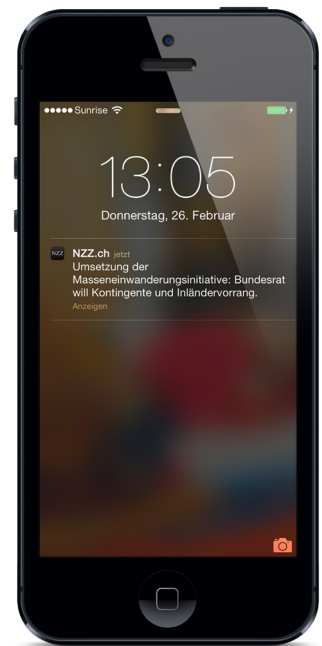 Sunrise
13:05
Donnerstag, 26. Februar
NZZ
NZZ.ch jetzt
Umsetzung der
Masseneinwanderungsinitiative: Bundesrat
will Kontingente und Inländervorrang.
Anzeigen